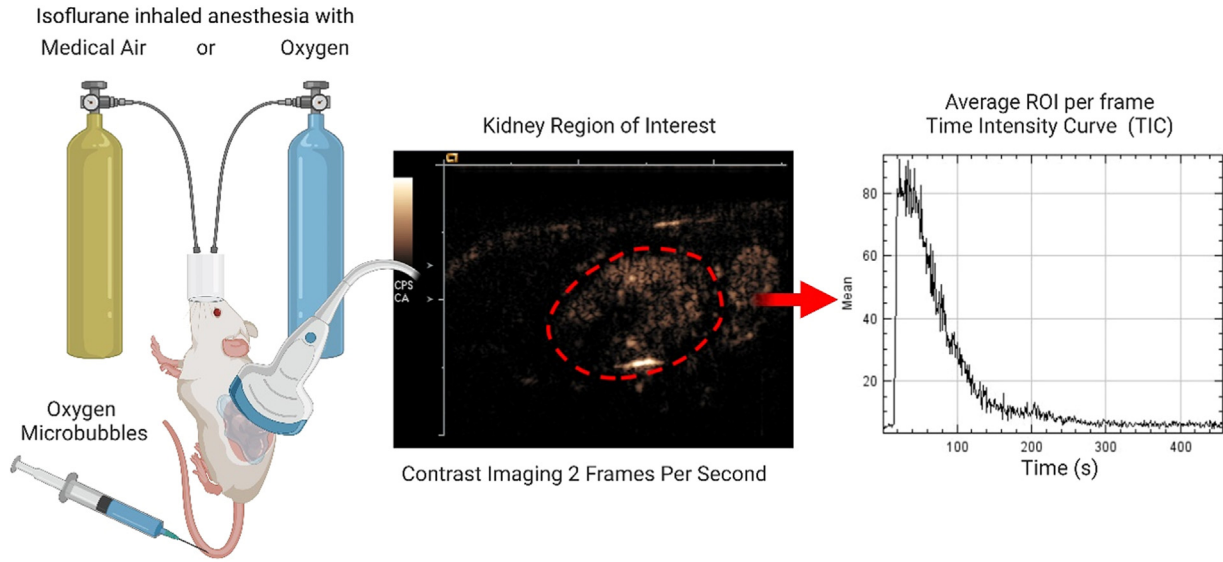 Isoflurane inhaled anesthesia with
Medical Air or Oxygen
Oxygen
Microbubbles
Kidney Region of Interest
CPS
CA
Contrast Imaging 2 Frames Per Second
Average ROI per frame
Time Intensity Curve (TIC)
80
60
40
20
Mean
100 200 300 400
Time (s)